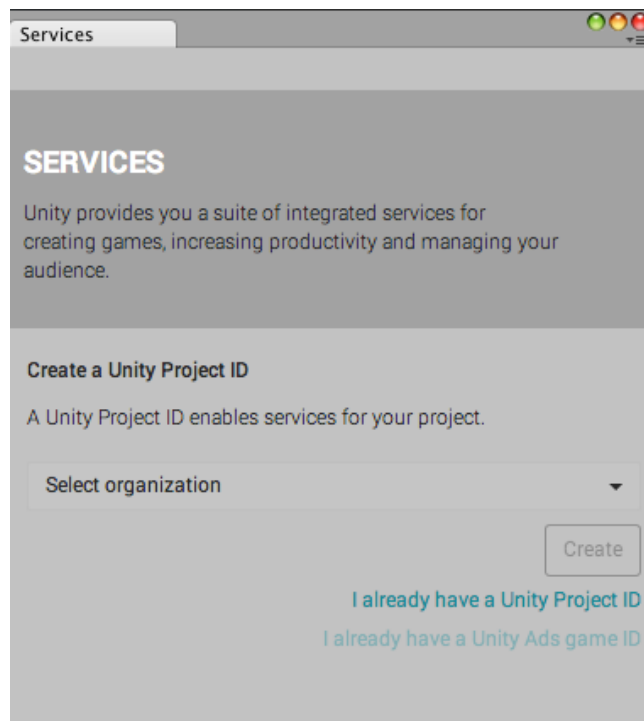 Services
SERVICES
Unity provides you a suite of integrated services for
creating games, increasing productivity and managing your
audience.
Create a Unity Project ID
A Unity Project ID enables services for your project.
Select organization
Create
I already have a Unity Project ID
I already have a Unity Ads game ID